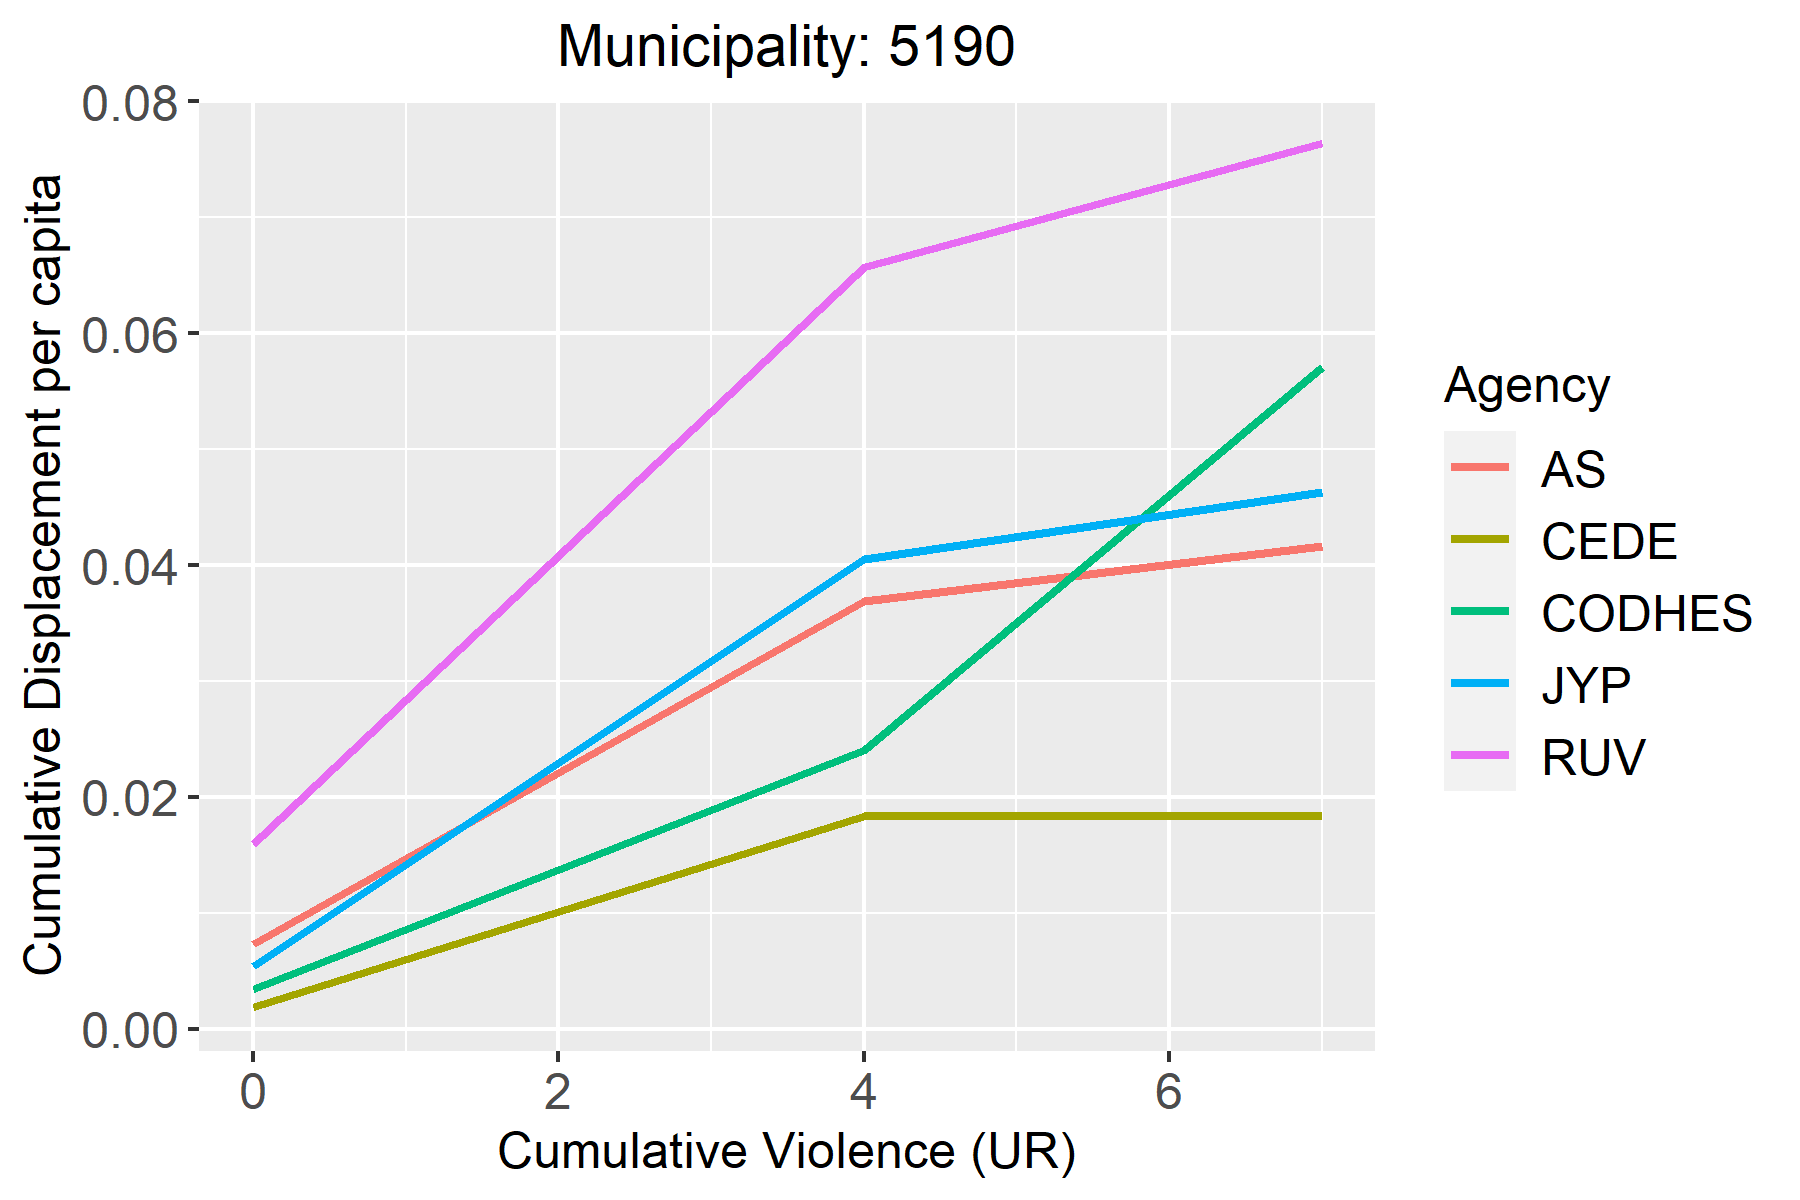 Municipality: 5190
0.08
0.06
0.04
0.02
0.00
Cumulative Displacement per capita
0 2 4 6
Cumulative Violence (UR)
Agency
AS
CEDE
CODHES
JYP
RUV